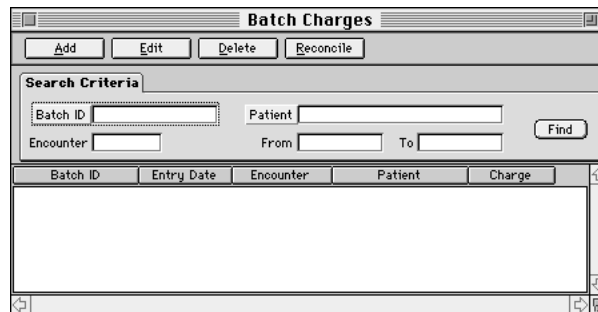 Batch Charges
Add Edit Delete Reconcile
Search Criteria
Batch ID Patient
Find
Encounter From To
Batch ID Entry Date Encounter Patient Charge